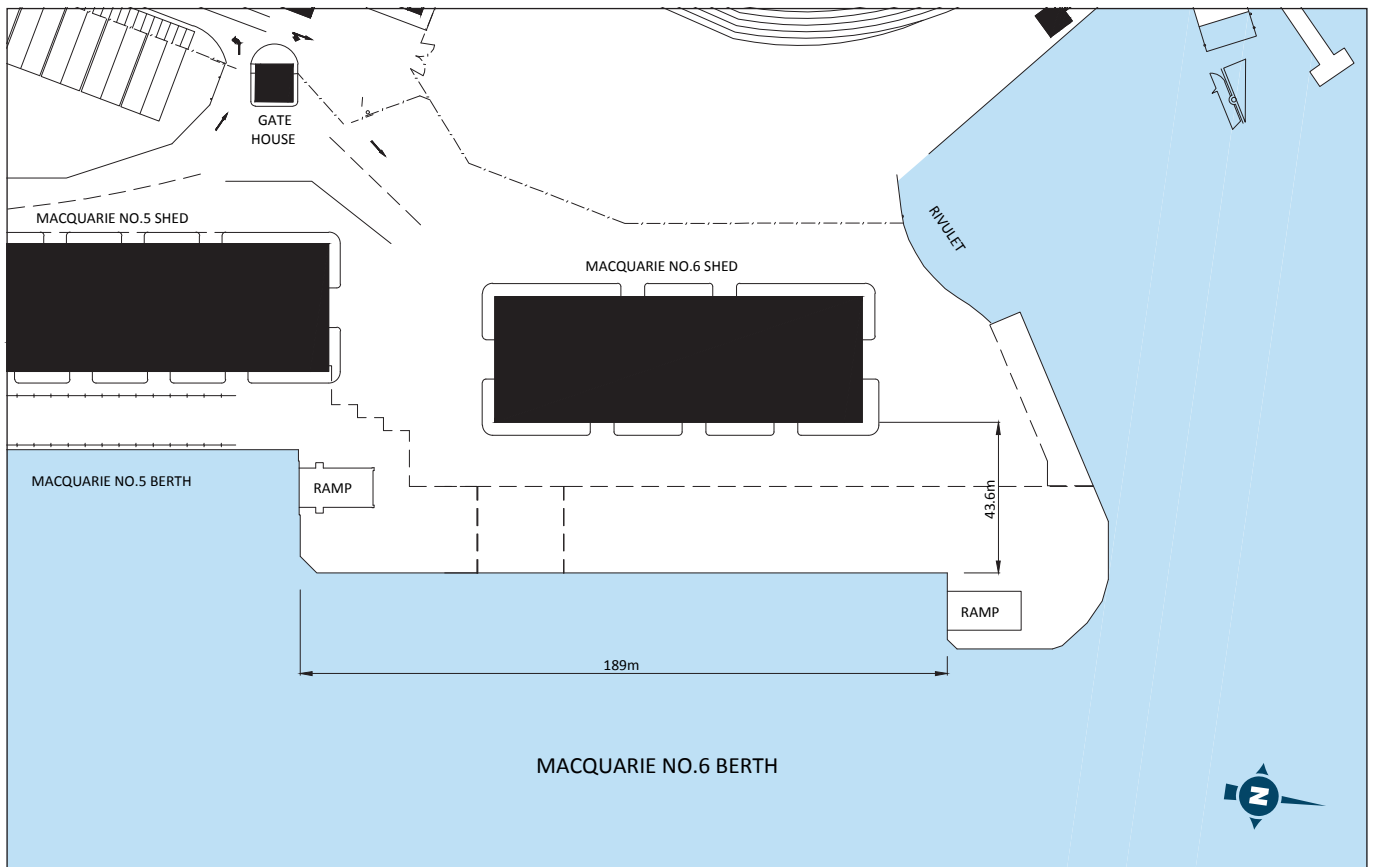 GATE
HOUSE
MACQUARIE NO.5 SHED
RIVULET
MACQUARIE NO.6 SHED
MACQUARIE NO.5 BERTH
RAMP
43.6m
RAMP
189m
MACQUARIE NO.6 BERTH
N